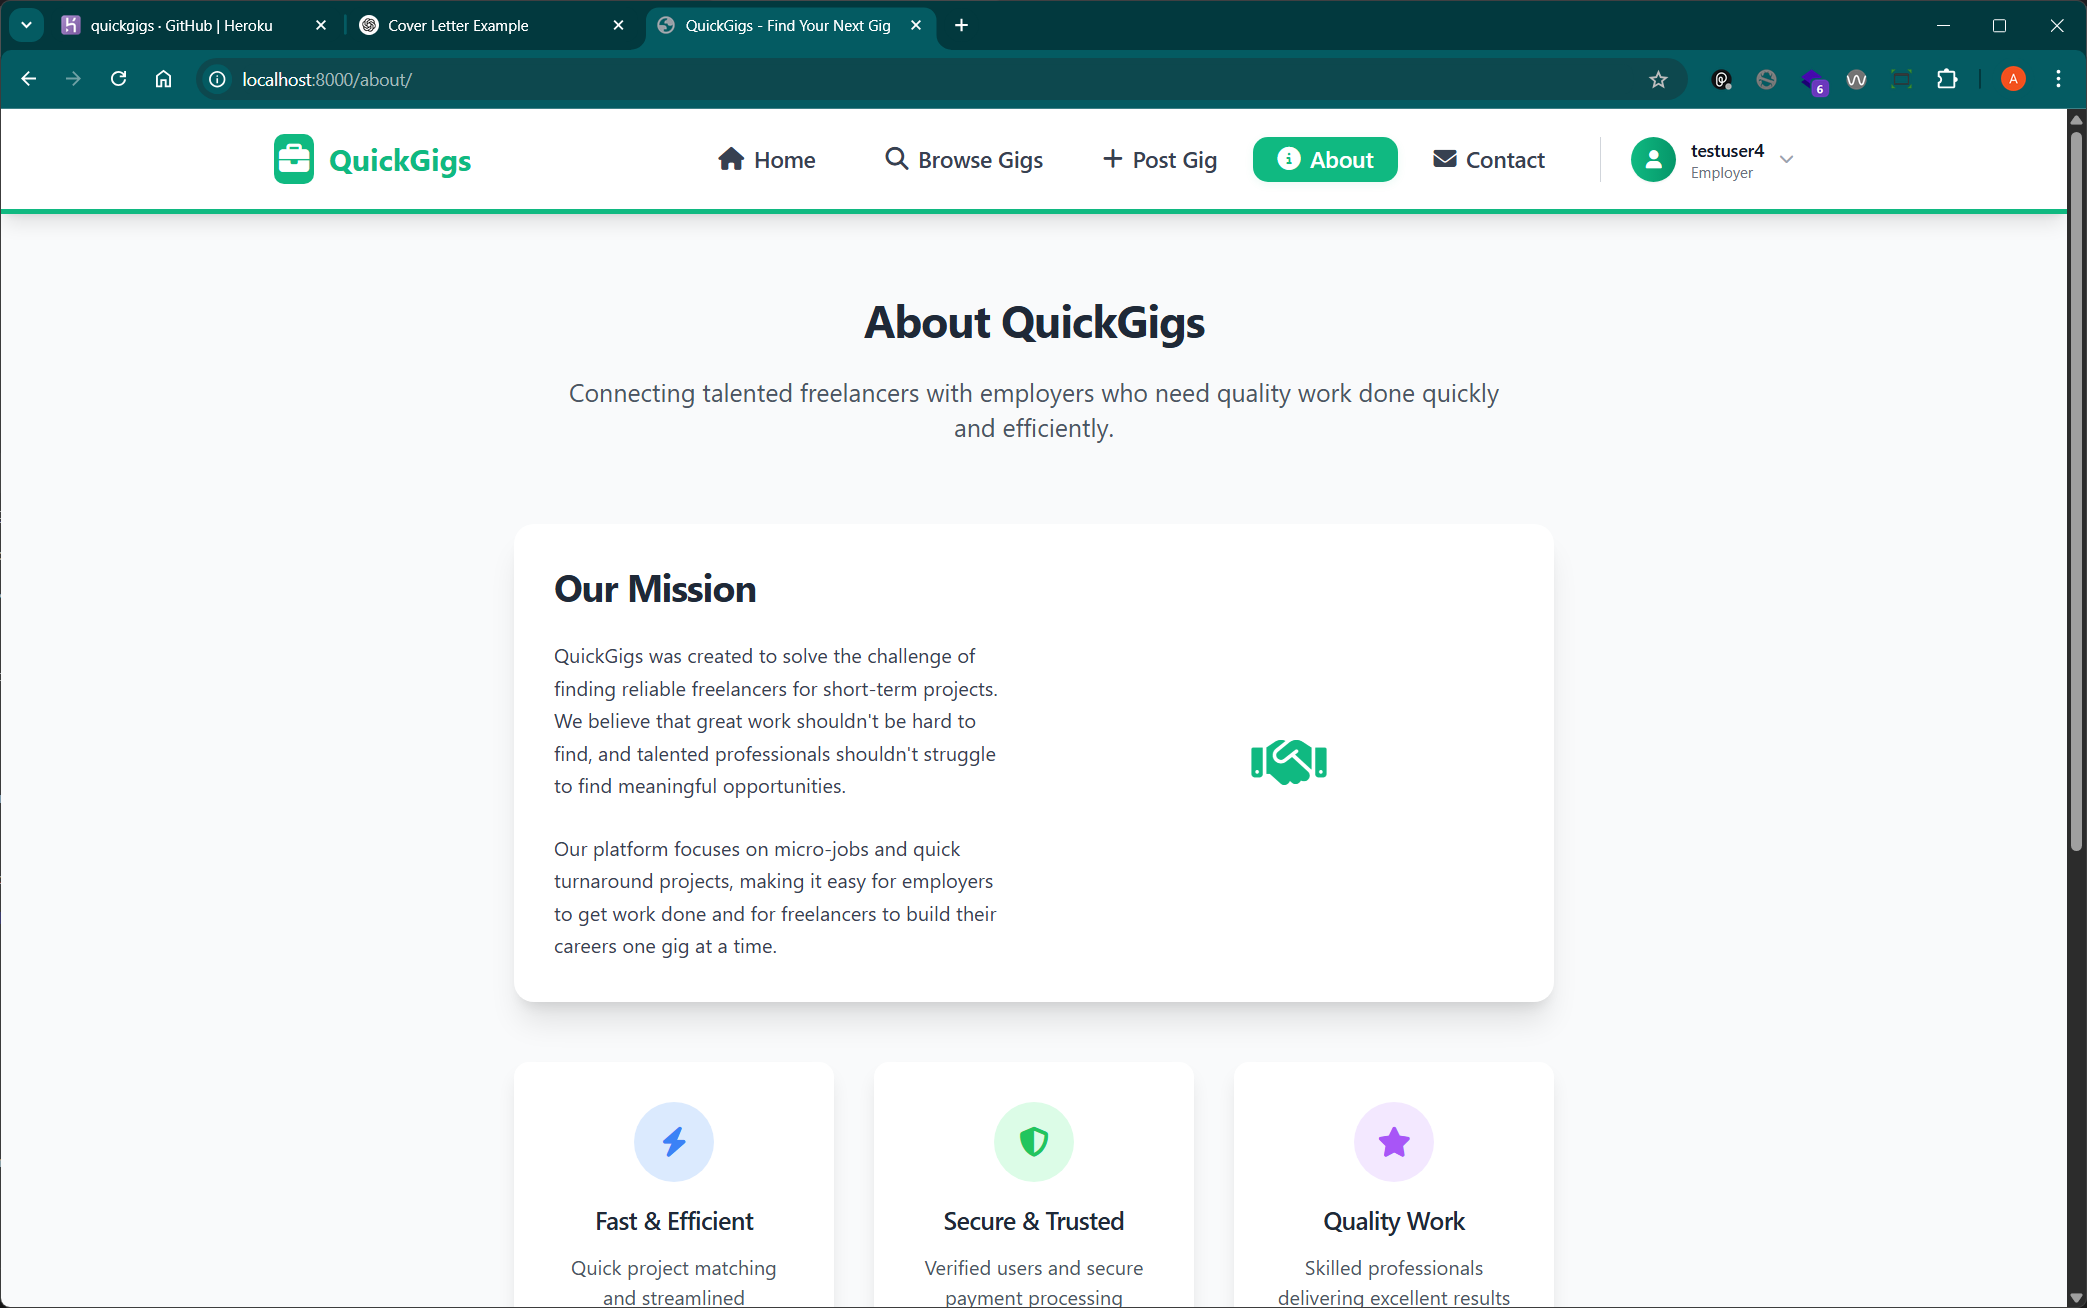 quickgigs · GitHub | Heroku
Cover Letter Example
QuickGigs - Find Your Next Gig
localhost:8000/about/
6
A
QuickGigs
Home
Browse Gigs
Post Gig
About
Contact
testuser4
Employer
About QuickGigs
Connecting talented freelancers with employers who need quality work done quickly
and efficiently.
Our Mission
QuickGigs was created to solve the challenge of
finding reliable freelancers for short-term projects.
We believe that great work shouldn't be hard to
find, and talented professionals shouldn't struggle
to find meaningful opportunities.
Our platform focuses on micro-jobs and quick
turnaround projects, making it easy for employers
to get work done and for freelancers to build their
careers one gig at a time.
Fast & Efficient
Quick project matching
and streamlined
Secure & Trusted
Verified users and secure
payment processing
Quality Work
Skilled professionals
delivering excellent results